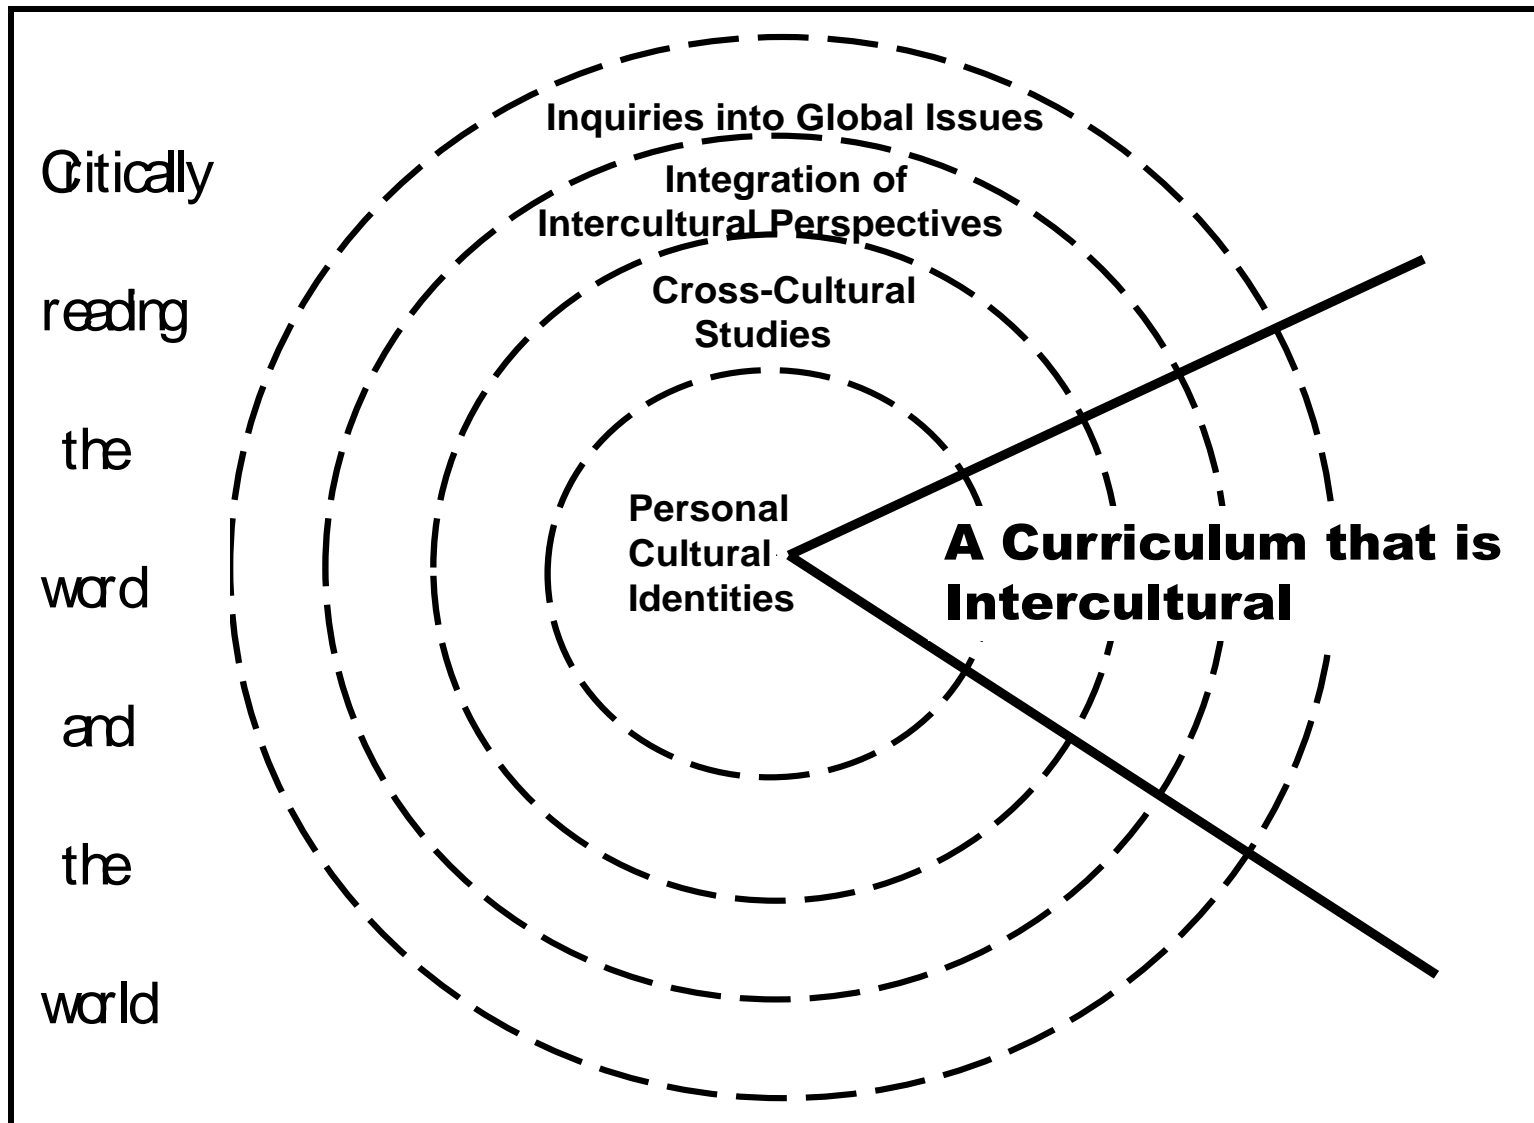 Critically
reading
the
word
and
the
world
Inquiries into Global Issues
Integration of
Intercultural Perspectives
Cross-Cultural
Studies
Personal
Cultural
Identities
A Curriculum that is
Intercultural